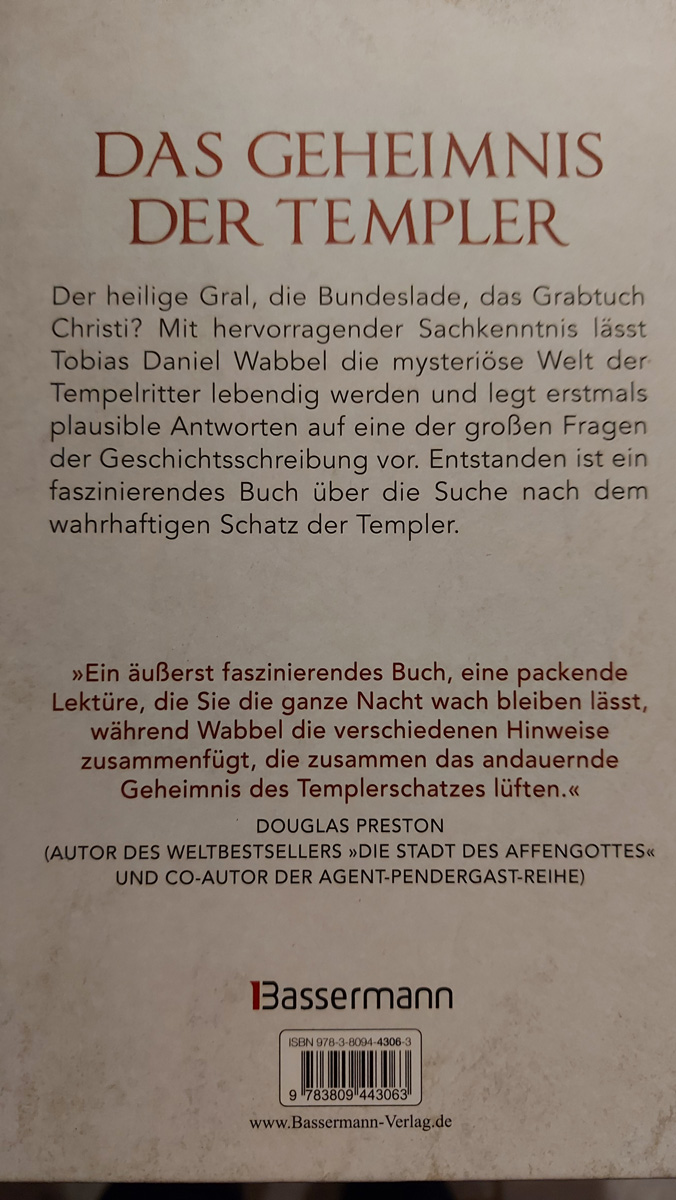 DAS GEHEIMNIS
DER TEMPLER
Der heilige Gral, die Bundeslade, das Grabtuch
Christi? Mit hervorragender Sachkenntnis lässt
Tobias Daniel Wabbel die mysteriöse Welt der
Tempelritter lebendig werden und legt erstmals
plausible Antworten auf eine der großen Fragen
der Geschichtsschreibung vor. Entstanden ist ein
faszinierendes Buch über die Suche nach dem
wahrhaftigen Schatz der Templer.
»Ein äußerst faszinierendes Buch, eine packende
Lektüre, die Sie die ganze Nacht wach bleiben lässt,
während Wabbel die verschiedenen Hinweise
zusammenfügt, die zusammen das andauernde
Geheimnis des Templerschatzes lüften.«
DOUGLAS PRESTON
(AUTOR DES WELTBESTSELLERS »DIE STADT DES AFFENGOTTES«
UND CO-AUTOR DER AGENT-PENDERGAST-REIHE)
Bassermann
ISBN 978-3-8094-4306-3
9 783809 443063
www.Bassermann-Verlag.de